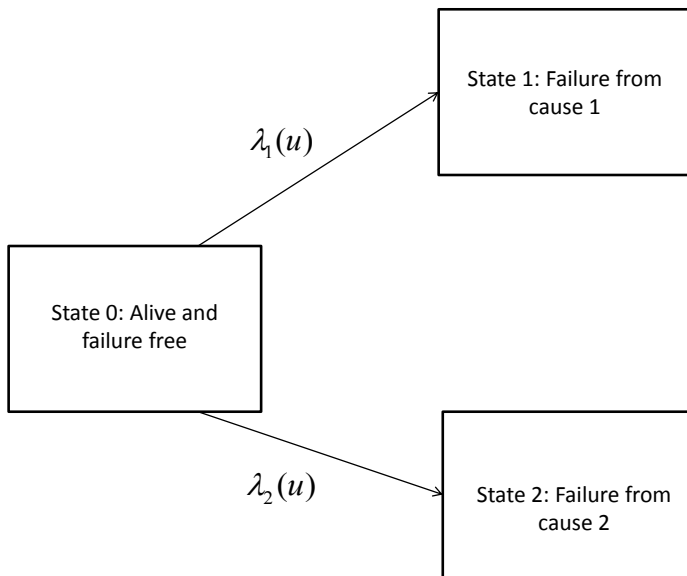 State 1: Failure from
cause 1
λ₁(u)
State 0: Alive and
failure free
λ₂(u)
State 2: Failure from
cause 2